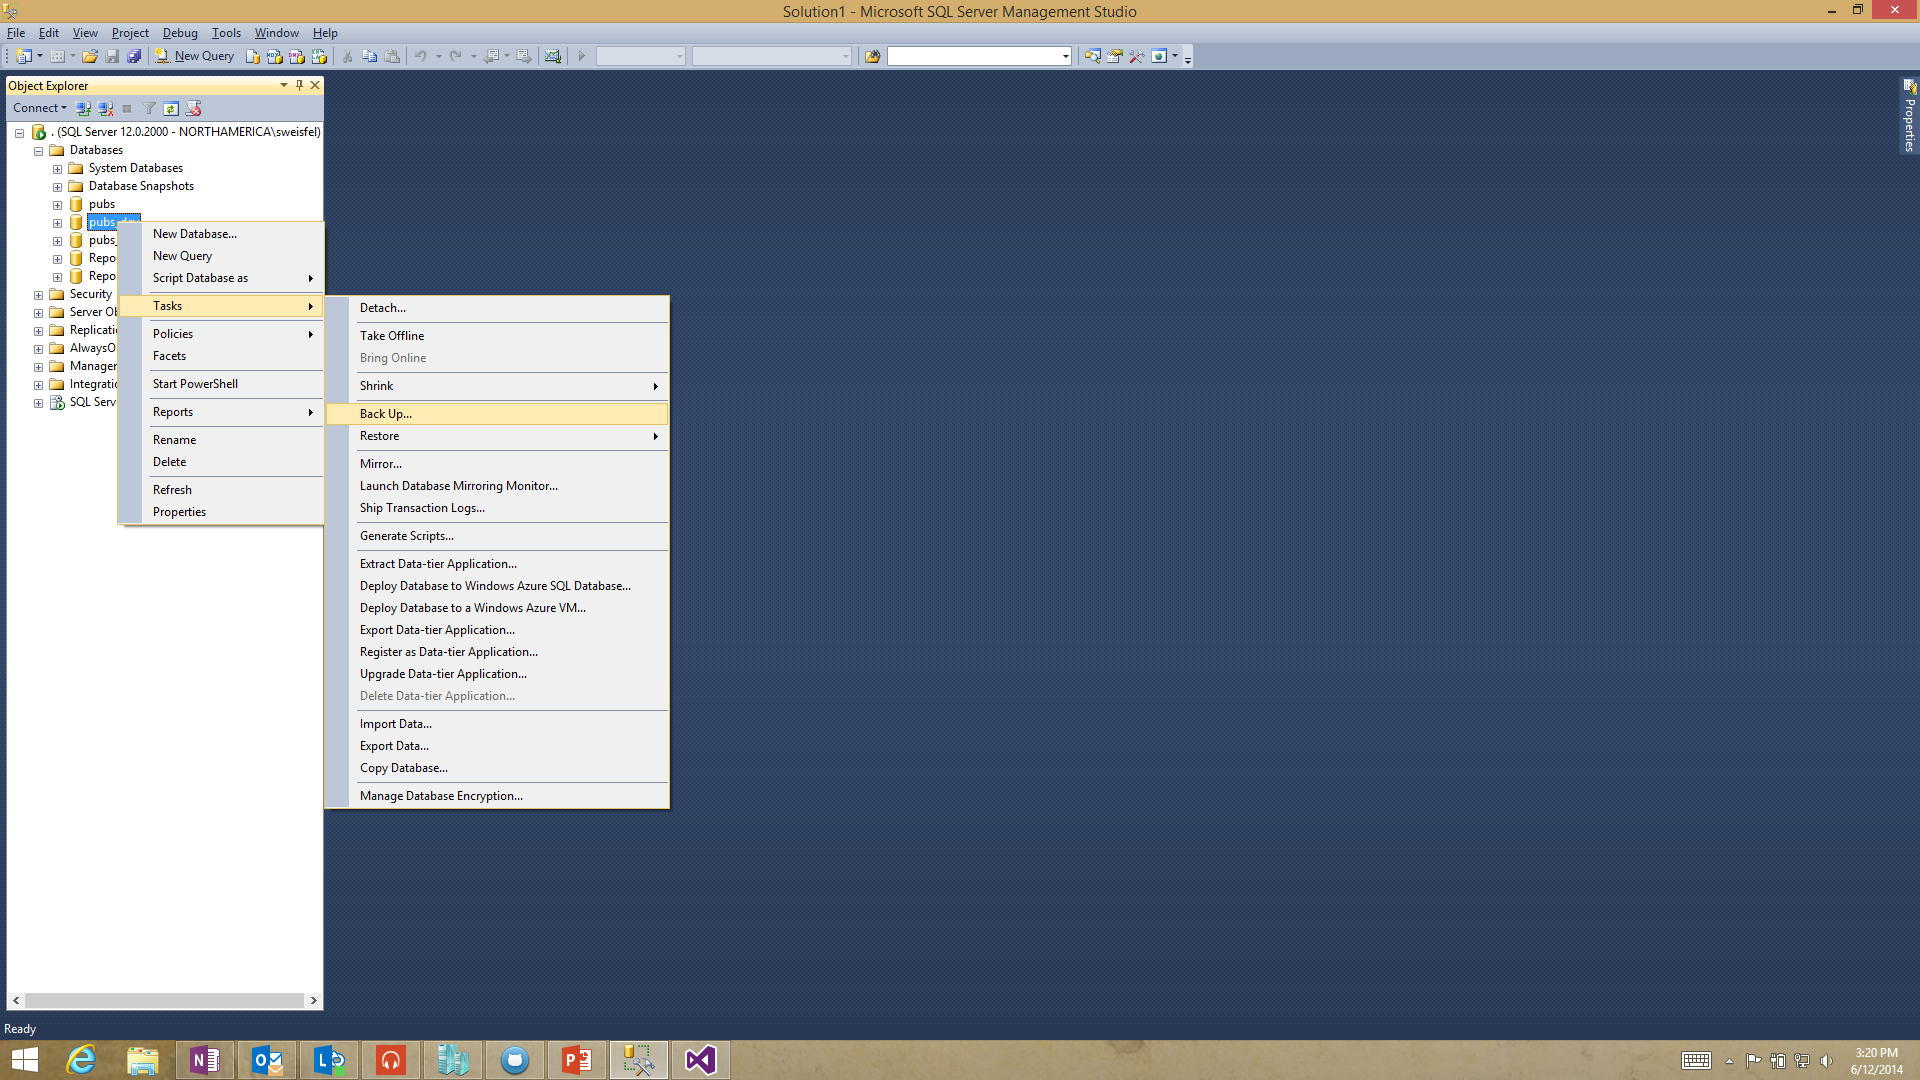 Solution1 - Microsoft SQL Server Management Studio
File Edit View Project Debug Tools Window Help
New Query
Object Explorer
Connect
. (SQL Server 12.0.2000 - NORTHAMERICA\sweisfel)
Databases
System Databases
Database Snapshots
pubs
pubs_dev
pubs_
Repo
Repo
Security
Server Ob
Replicatio
AlwaysO
Manager
Integratio
SQL Serv
New Database...
New Query
Script Database as
Tasks
Policies
Facets
Start PowerShell
Reports
Rename
Delete
Refresh
Properties
Detach...
Take Offline
Bring Online
Shrink
Back Up...
Restore
Mirror...
Launch Database Mirroring Monitor...
Ship Transaction Logs...
Generate Scripts...
Extract Data-tier Application...
Deploy Database to Windows Azure SQL Database...
Deploy Database to a Windows Azure VM...
Export Data-tier Application...
Register as Data-tier Application...
Upgrade Data-tier Application...
Delete Data-tier Application...
Import Data...
Export Data...
Copy Database...
Manage Database Encryption...
Properties
Ready
3:20 PM
6/12/2014